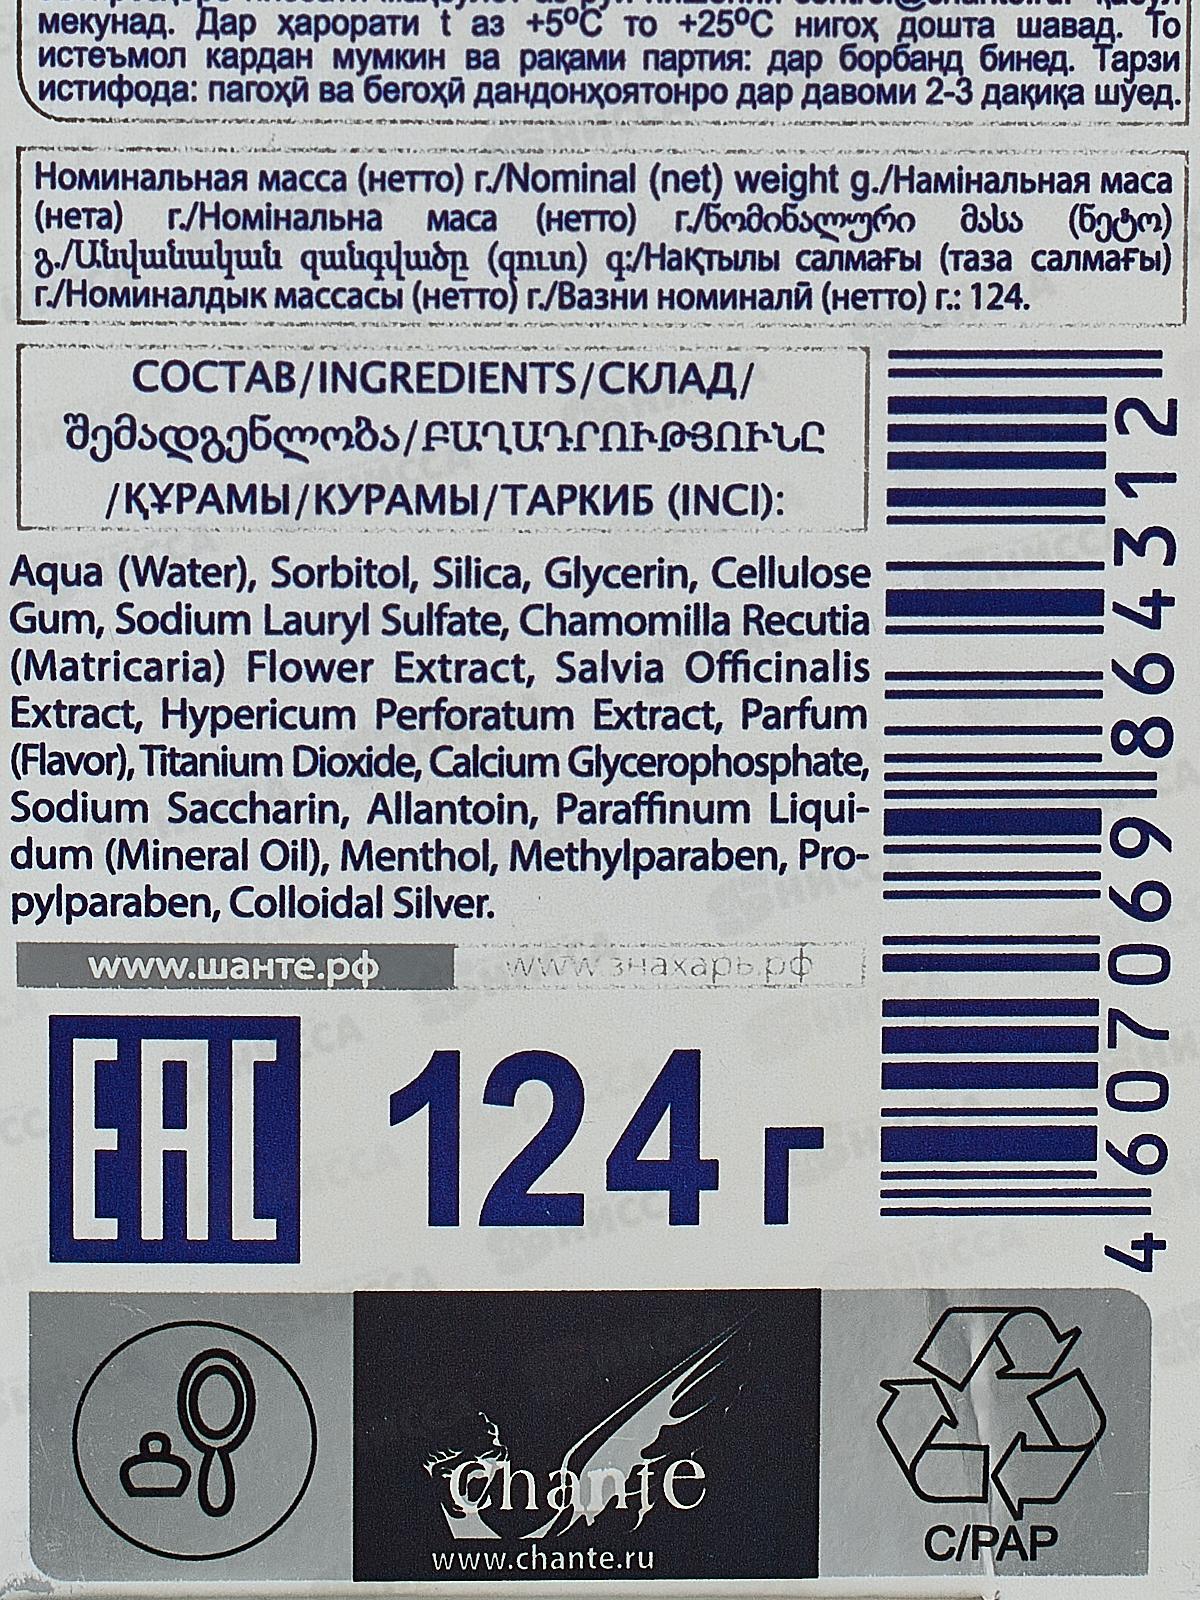 мекунад. Дар ҳарорати t аз +5ºC то +25ºC нигоҳ дошта шавад. То
истеъмол кардан мумкин ва рақами партия: дар борбанд бинед. Тарзи
истифода: пагоҳӣ ва бегоҳӣ дандонҳоятонро дар давоми 2-3 дақиқа шӯед.
Номинальная масса (нетто) г./Nominal (net) weight g./Намінальная маса
(нета) г./Номінальна маса (нетто) г./ნომინალური მასა (ნეტო)
გ./Անվանական զանգվածը (զուտ) գ:/Нақтылы салмағы (таза салмағы)
г./Номиналдык массасы (нетто) г./Вазни номиналӣ (нетто) г.: 124.
СОСТАВ/INGREDIENTS/СКЛАД/
შემადგენლობა/ԲԱՂԱԴՐՈՒԹՅՈՒՆԸ
/ҚҰРАМЫ/КУРАМЫ/ТАРКИБ (INCI):
Aqua (Water), Sorbitol, Silica, Glycerin, Cellulose
Gum, Sodium Lauryl Sulfate, Chamomilla Recutia
(Matricaria) Flower Extract, Salvia Officinalis
Extract, Hypericum Perforatum Extract, Parfum
(Flavor), Titanium Dioxide, Calcium Glycerophosphate,
Sodium Saccharin, Allantoin, Paraffinum Liqui-
dum (Mineral Oil), Menthol, Methylparaben, Pro-
pylparaben, Colloidal Silver.
www.шанте.рф www.знахарь.рф
4 607069 864312
EAC
124 г
chante
www.chante.ru
C/PAP